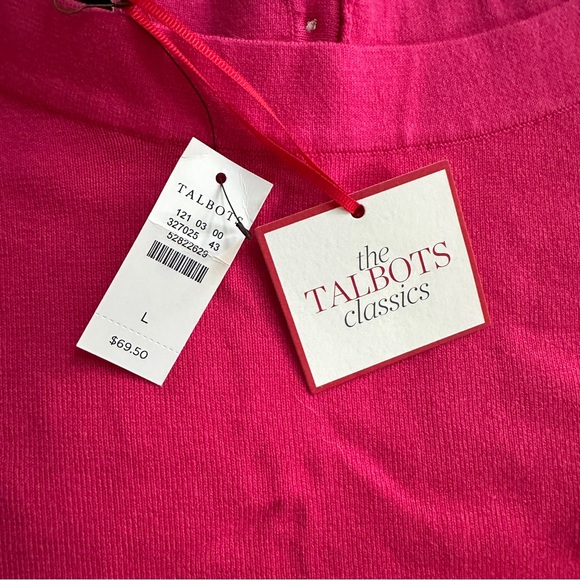 TALBOTS
121 03 00
327025 43
52822629
L
$69.50
the
TALBOTS
classics